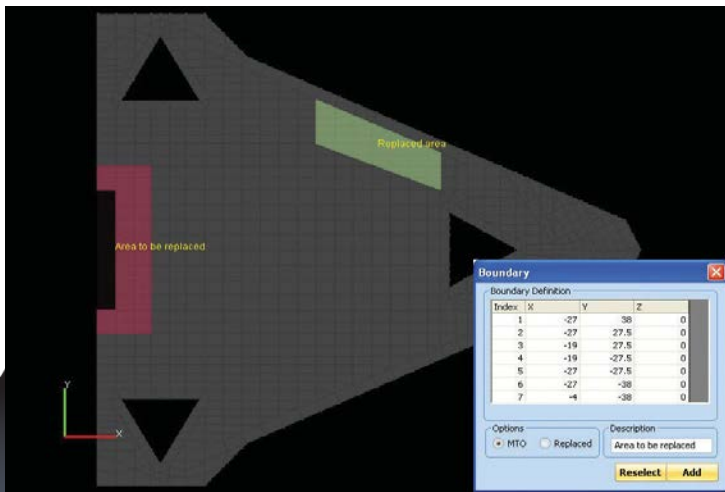 Replaced area
Area to be replaced
Y
X
Boundary
Boundary Definition
Index X Y Z
1 -27 38 0
2 -27 27.5 0
3 -19 27.5 0
4 -19 -27.5 0
5 -27 -27.5 0
6 -27 -38 0
7 -4 -38 0
Options
MTO Replaced
Description
Area to be replaced
Reselect Add